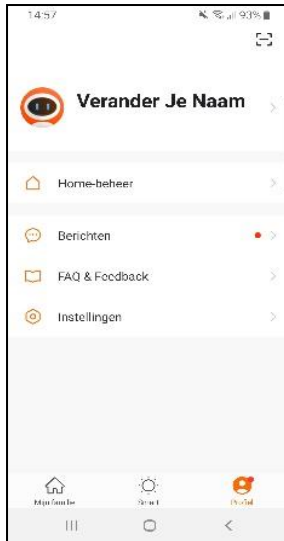 14:57 93%
Verander Je Naam
Home-beheer
Berichten
FAQ & Feedback
Instellingen
Mijn familie Smart Profiel